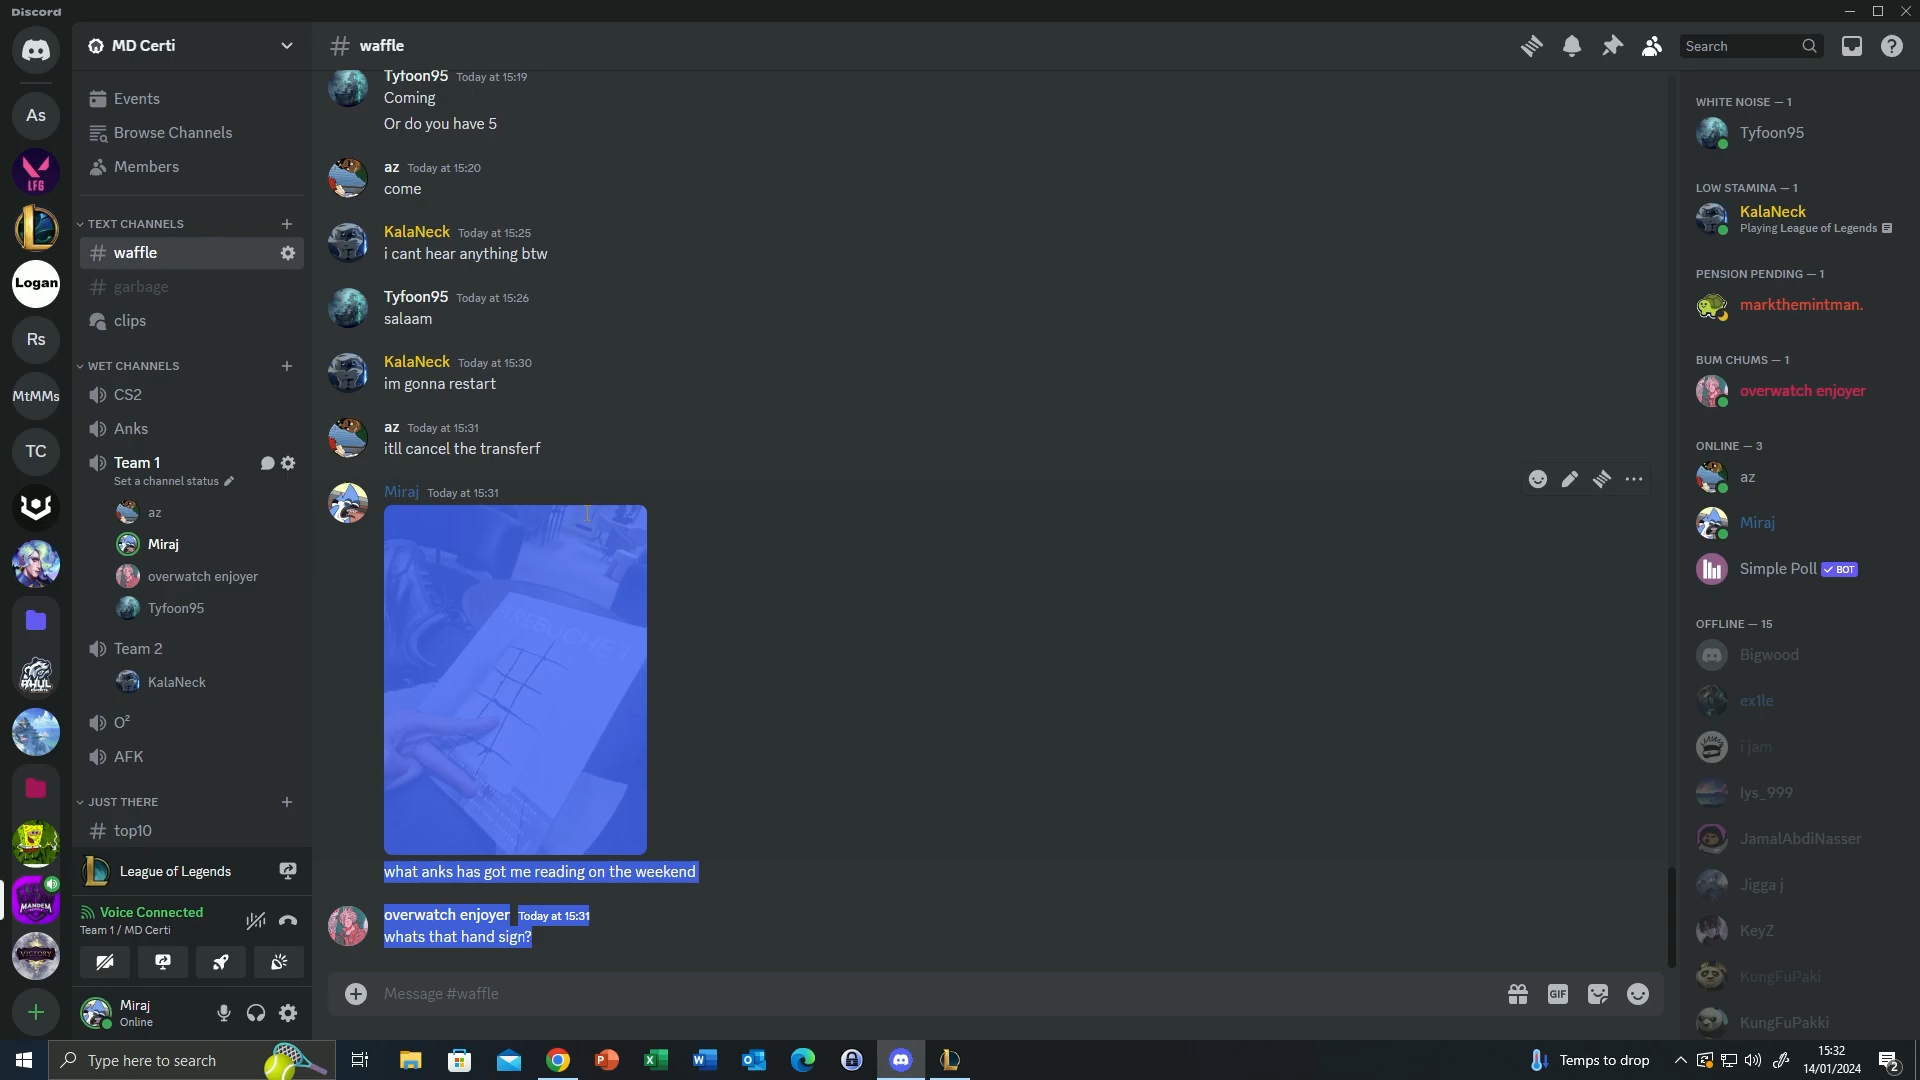 Discord
MD Certi
waffle
Search
As
LFG
Logan
Rs
MtMMs
TC
MANDEM
VICTORY
Events
Browse Channels
Members
TEXT CHANNELS
waffle
garbage
clips
WET CHANNELS
CS2
Anks
Team 1
Set a channel status
az
Miraj
overwatch enjoyer
Tyfoon95
Team 2
KalaNeck
O²
AFK
JUST THERE
top10
League of Legends
Voice Connected
Team 1 / MD Certi
Miraj
Online
Tyfoon95 Today at 15:19
Coming
Or do you have 5
az Today at 15:20
come
KalaNeck Today at 15:25
i cant hear anything btw
Tyfoon95 Today at 15:26
salaam
KalaNeck Today at 15:30
im gonna restart
az Today at 15:31
itll cancel the transferf
Miraj Today at 15:31
TREBUCHET
what anks has got me reading on the weekend
overwatch enjoyer Today at 15:31
whats that hand sign?
Message #waffle
GIF
WHITE NOISE — 1
Tyfoon95
LOW STAMINA — 1
KalaNeck
Playing League of Legends
PENSION PENDING — 1
markthemintman.
BUM CHUMS — 1
overwatch enjoyer
ONLINE — 3
az
Miraj
Simple Poll BOT
OFFLINE — 15
Bigwood
ex1le
i jam
lys_999
JamalAbdiNasser
Jigga j
KeyZ
KungFuPaki
KungFuPakki
Type here to search
Temps to drop
15:32
14/01/2024
2